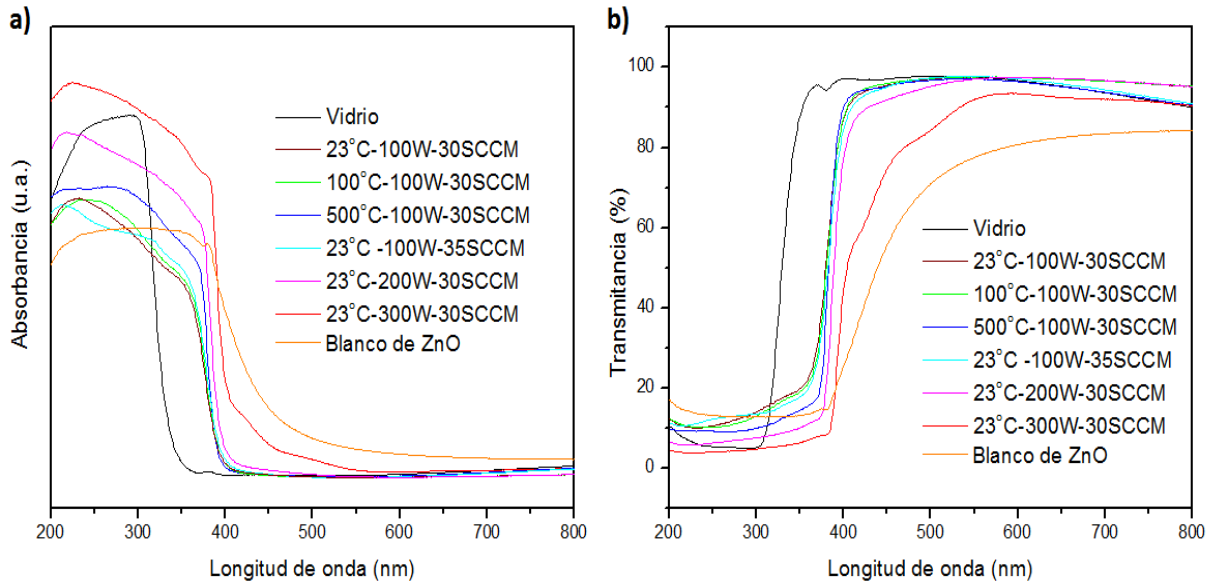 a)
Absorbancia (u.a.)
Vidrio
23°C-100W-30SCCM
100°C-100W-30SCCM
500°C-100W-30SCCM
23°C -100W-35SCCM
23°C-200W-30SCCM
23°C-300W-30SCCM
Blanco de ZnO
200 300 400 500 600 700 800
Longitud de onda (nm)
b)
Transmitancia (%)
100
80
60
40
20
0
Vidrio
23°C-100W-30SCCM
100°C-100W-30SCCM
500°C-100W-30SCCM
23°C -100W-35SCCM
23°C-200W-30SCCM
23°C-300W-30SCCM
Blanco de ZnO
200 300 400 500 600 700 800
Longitud de onda (nm)